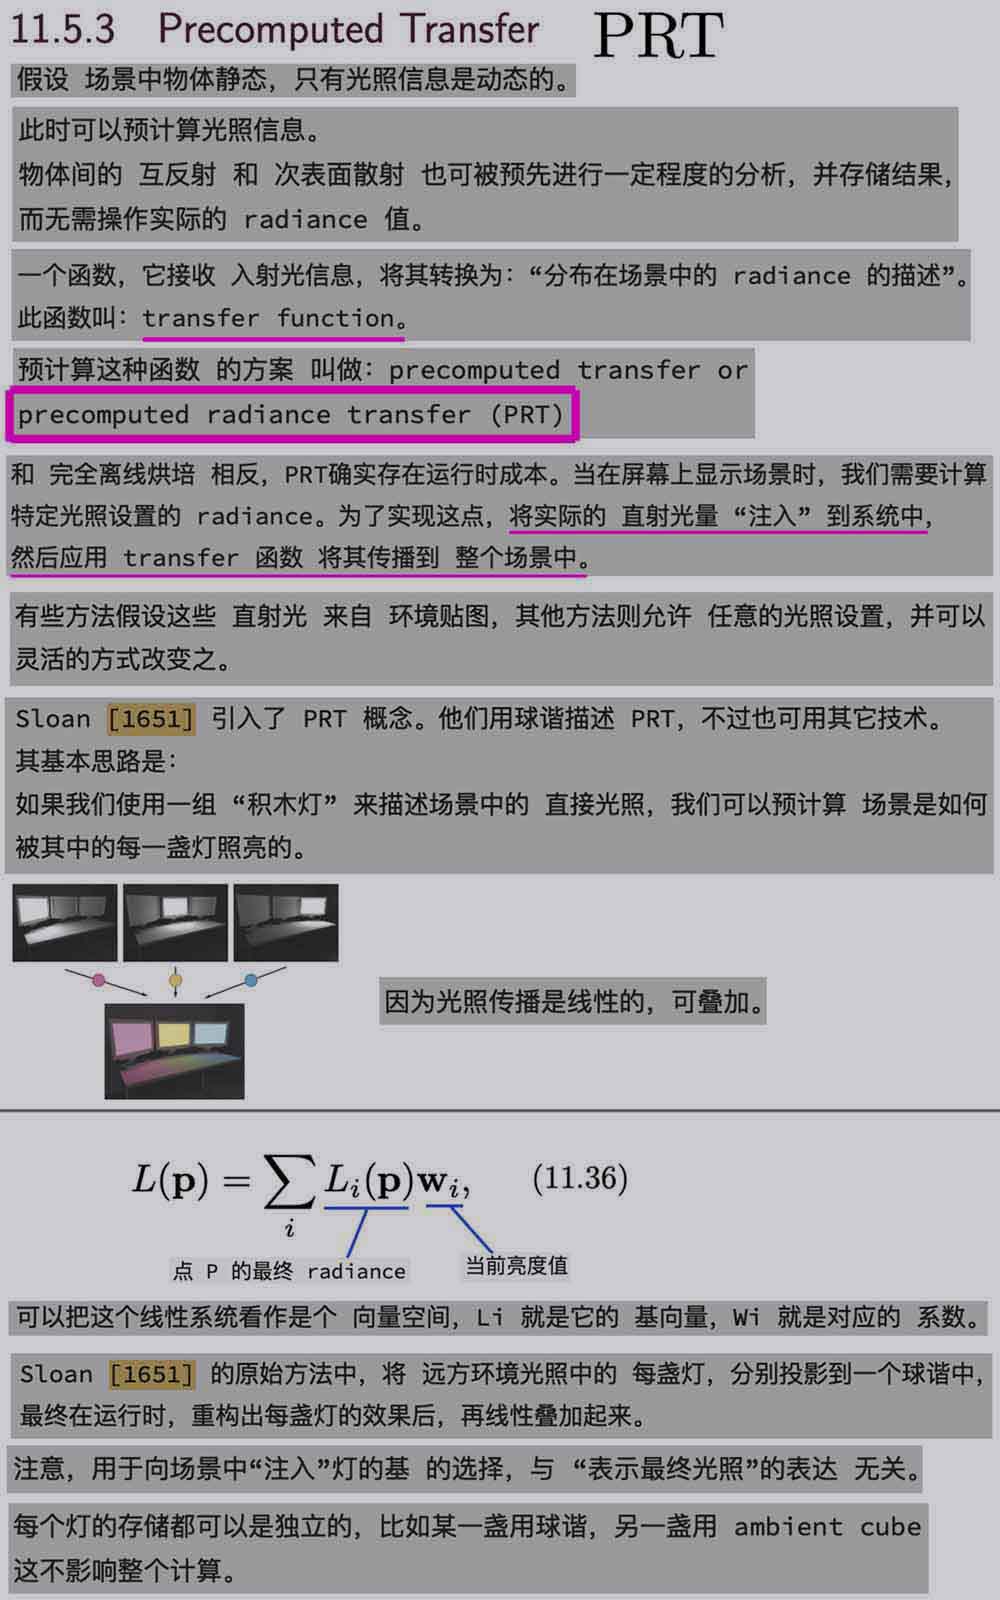 11.5.3 Precomputed Transfer PRT
假设 场景中物体静态，只有光照信息是动态的。
此时可以预计算光照信息。
物体间的 互反射 和 次表面散射 也可被预先进行一定程度的分析，并存储结果，
而无需操作实际的 radiance 值。
一个函数，它接收 入射光信息，将其转换为：“分布在场景中的 radiance 的描述”。
此函数叫：transfer function。
预计算这种函数 的方案 叫做：precomputed transfer or
precomputed radiance transfer (PRT)
和 完全离线烘培 相反，PRT确实存在运行时成本。当在屏幕上显示场景时，我们需要计算
特定光照设置的 radiance。为了实现这点，将实际的 直射光量 “注入” 到系统中，
然后应用 transfer 函数 将其传播到 整个场景中。
有些方法假设这些 直射光 来自 环境贴图，其他方法则允许 任意的光照设置，并可以
灵活的方式改变之。
Sloan [1651] 引入了 PRT 概念。他们用球谐描述 PRT，不过也可用其它技术。
其基本思路是：
如果我们使用一组 “积木灯” 来描述场景中的 直接光照，我们可以预计算 场景是如何
被其中的每一盏灯照亮的。
因为光照传播是线性的，可叠加。
L(p) = ∑_i L_i(p)w_i, (11.36)
点 P 的最终 radiance
当前亮度值
可以把这个线性系统看作是个 向量空间，Li 就是它的 基向量，Wi 就是对应的 系数。
Sloan [1651] 的原始方法中，将 远方环境光照中的 每盏灯，分别投影到一个球谐中，
最终在运行时，重构出每盏灯的效果后，再线性叠加起来。
注意，用于向场景中“注入”灯的基 的选择，与 “表示最终光照”的表达 无关。
每个灯的存储都可以是独立的，比如某一盏用球谐，另一盏用 ambient cube
这不影响整个计算。